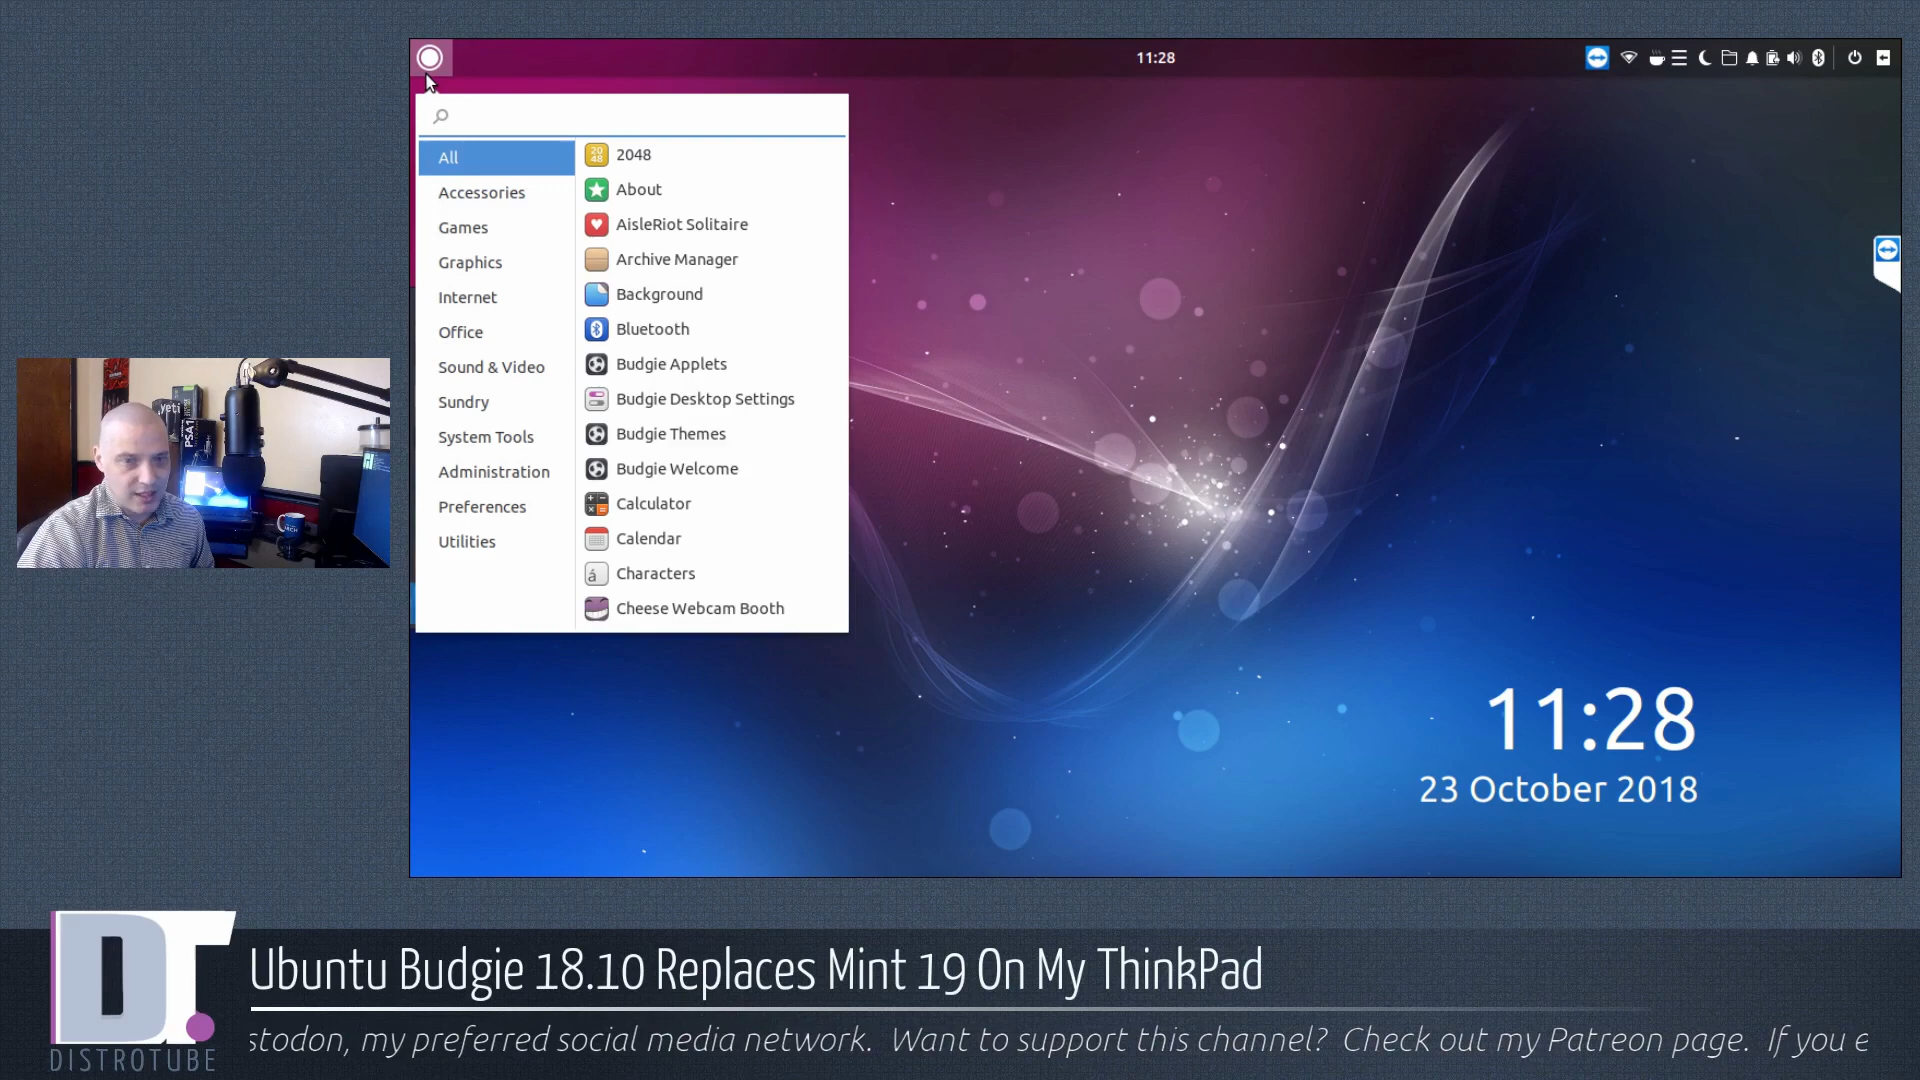 11:28
All
Accessories
Games
Graphics
Internet
Office
Sound & Video
Sundry
System Tools
Administration
Preferences
Utilities
2048
About
AisleRiot Solitaire
Archive Manager
Background
Bluetooth
Budgie Applets
Budgie Desktop Settings
Budgie Themes
Budgie Welcome
Calculator
Calendar
Characters
Cheese Webcam Booth
yeti
PSA1
11:28
23 October 2018
DT
DISTROTUBE
Ubuntu Budgie 18.10 Replaces Mint 19 On My ThinkPad
stodon, my preferred social media network. Want to support this channel? Check out my Patreon page. If you e